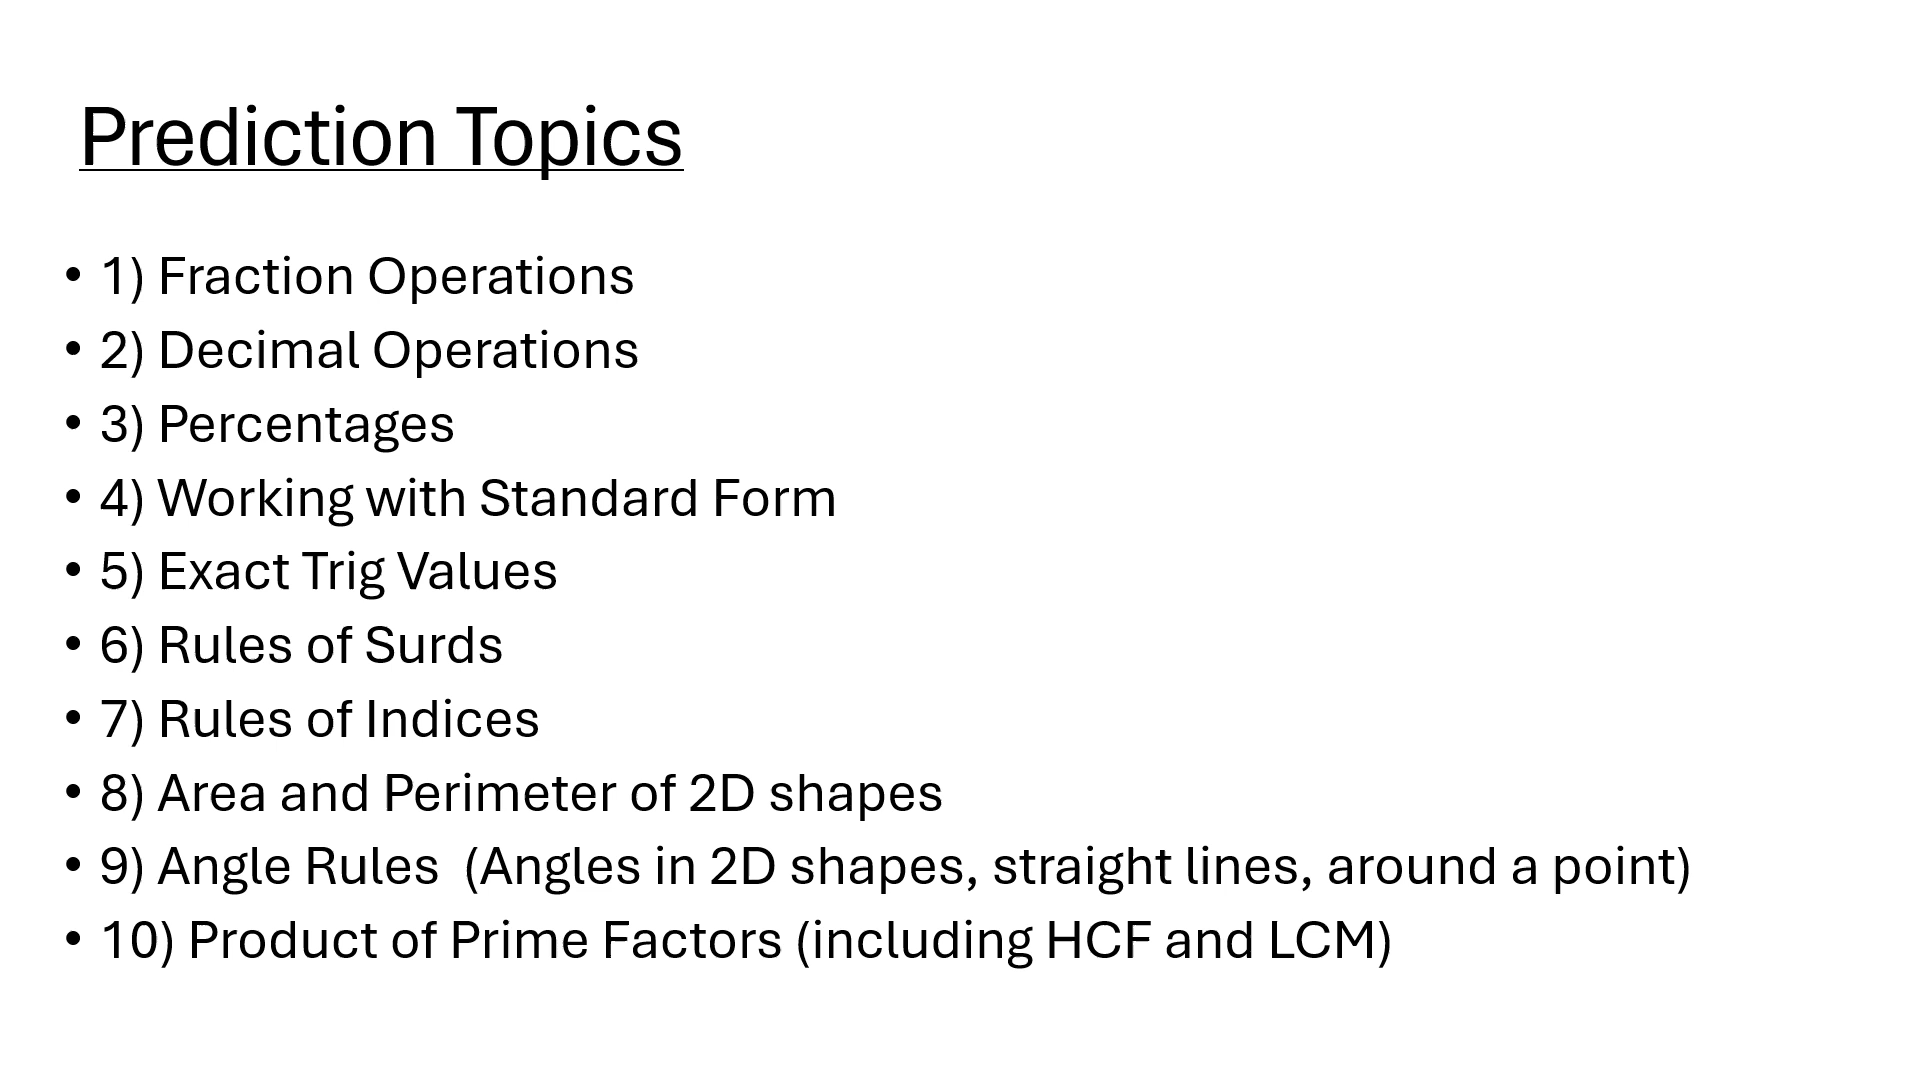 Prediction Topics
• 1) Fraction Operations
• 2) Decimal Operations
• 3) Percentages
• 4) Working with Standard Form
• 5) Exact Trig Values
• 6) Rules of Surds
• 7) Rules of Indices
• 8) Area and Perimeter of 2D shapes
• 9) Angle Rules  (Angles in 2D shapes, straight lines, around a point)
• 10) Product of Prime Factors (including HCF and LCM)